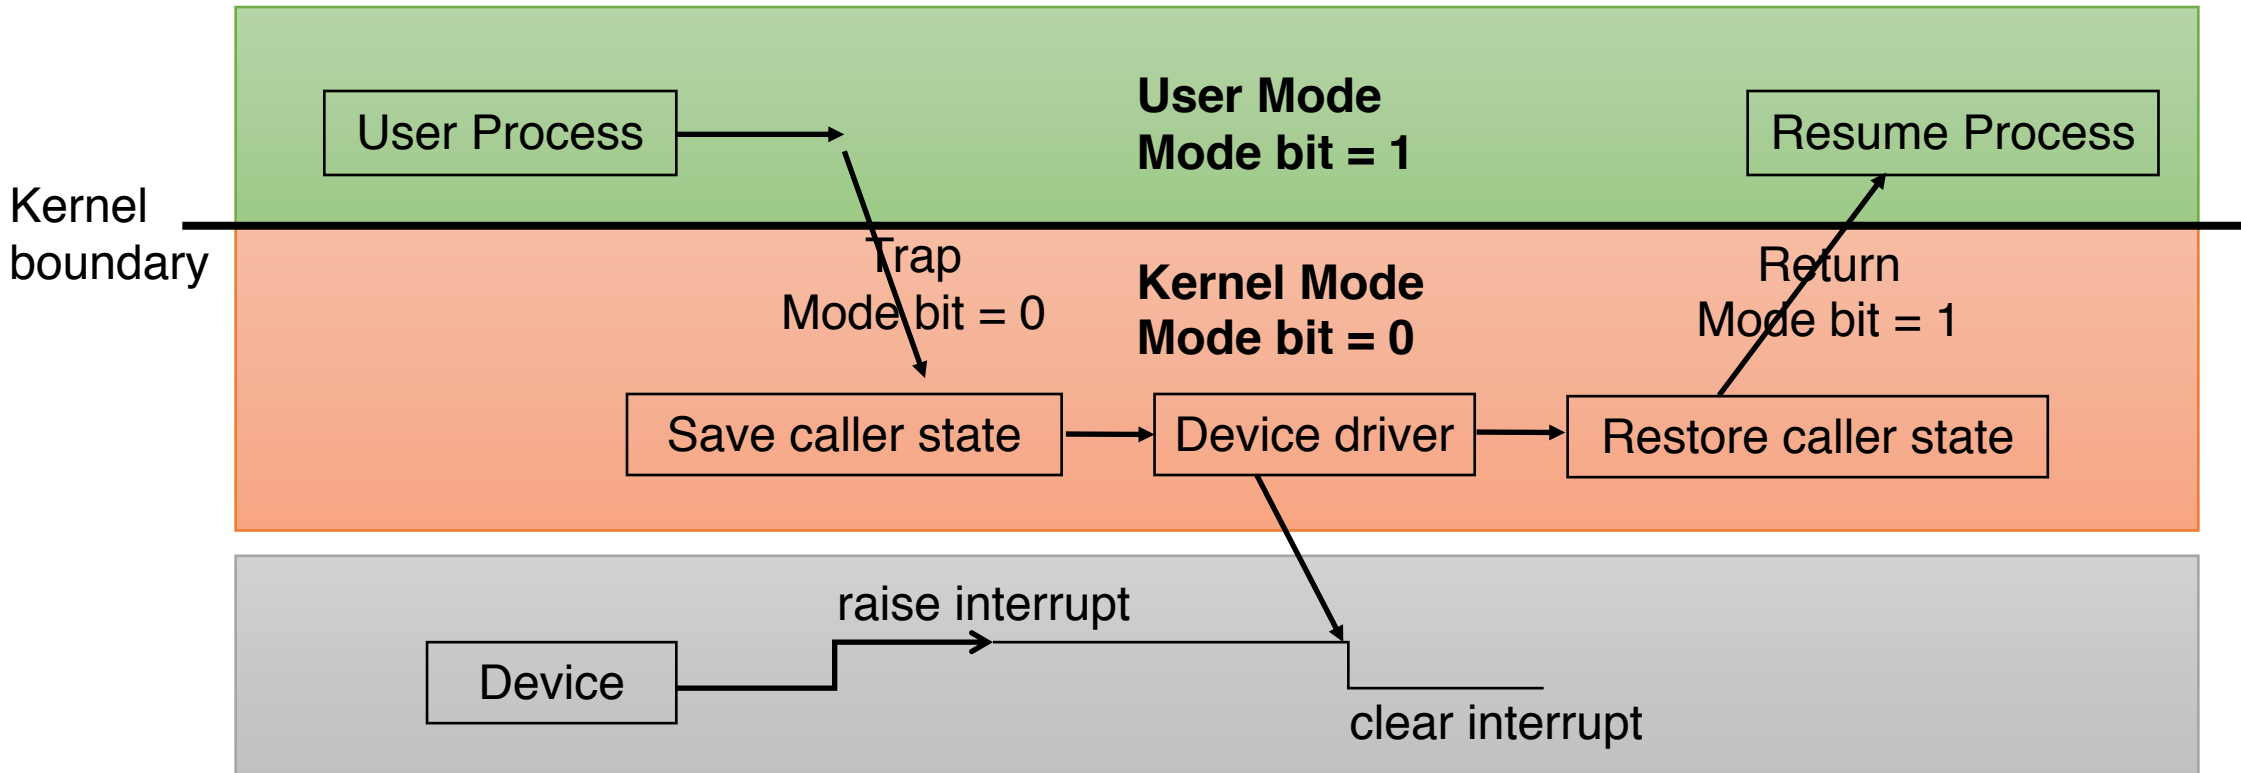 User Process
User Mode
Mode bit = 1
Resume Process
Kernel
boundary
Trap
Mode bit = 0
Kernel Mode
Mode bit = 0
Return
Mode bit = 1
Save caller state
Device driver
Restore caller state
raise interrupt
Device
clear interrupt